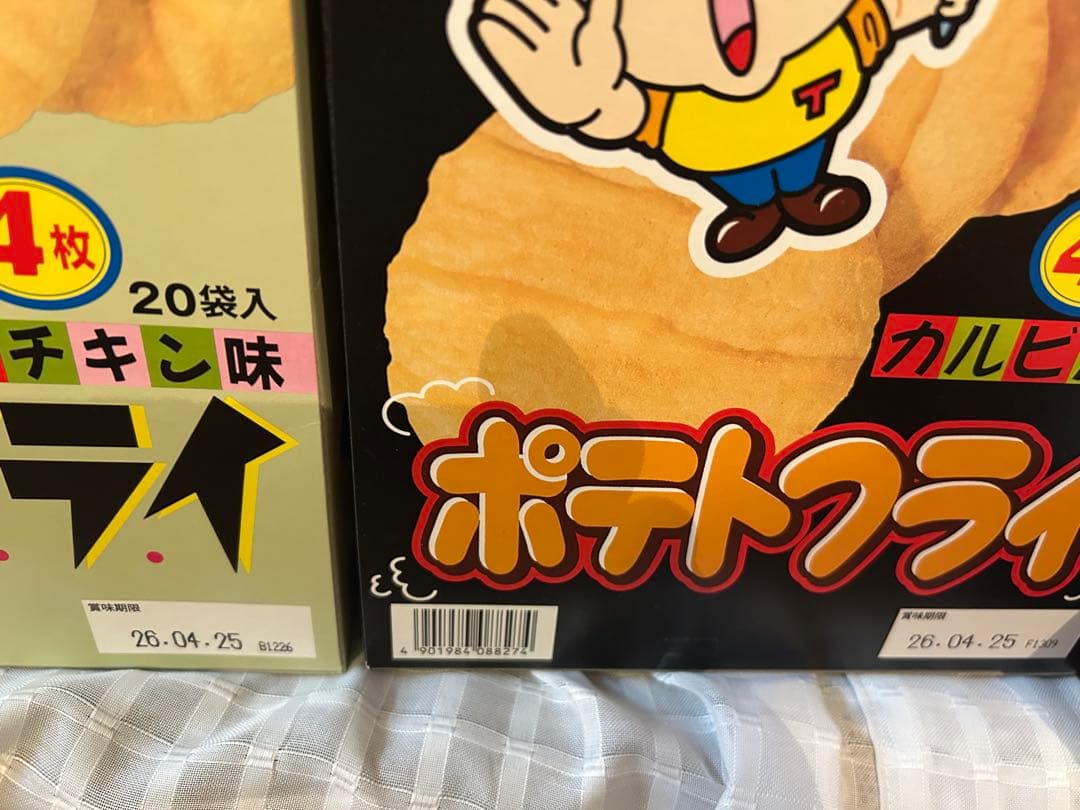 4枚
20袋入
チキン味
ライ
賞味期限
26.04.25 B1226
T
カルビ
ポテトフライ
4 901984 088274
賞味期限
26.04.25 F1309